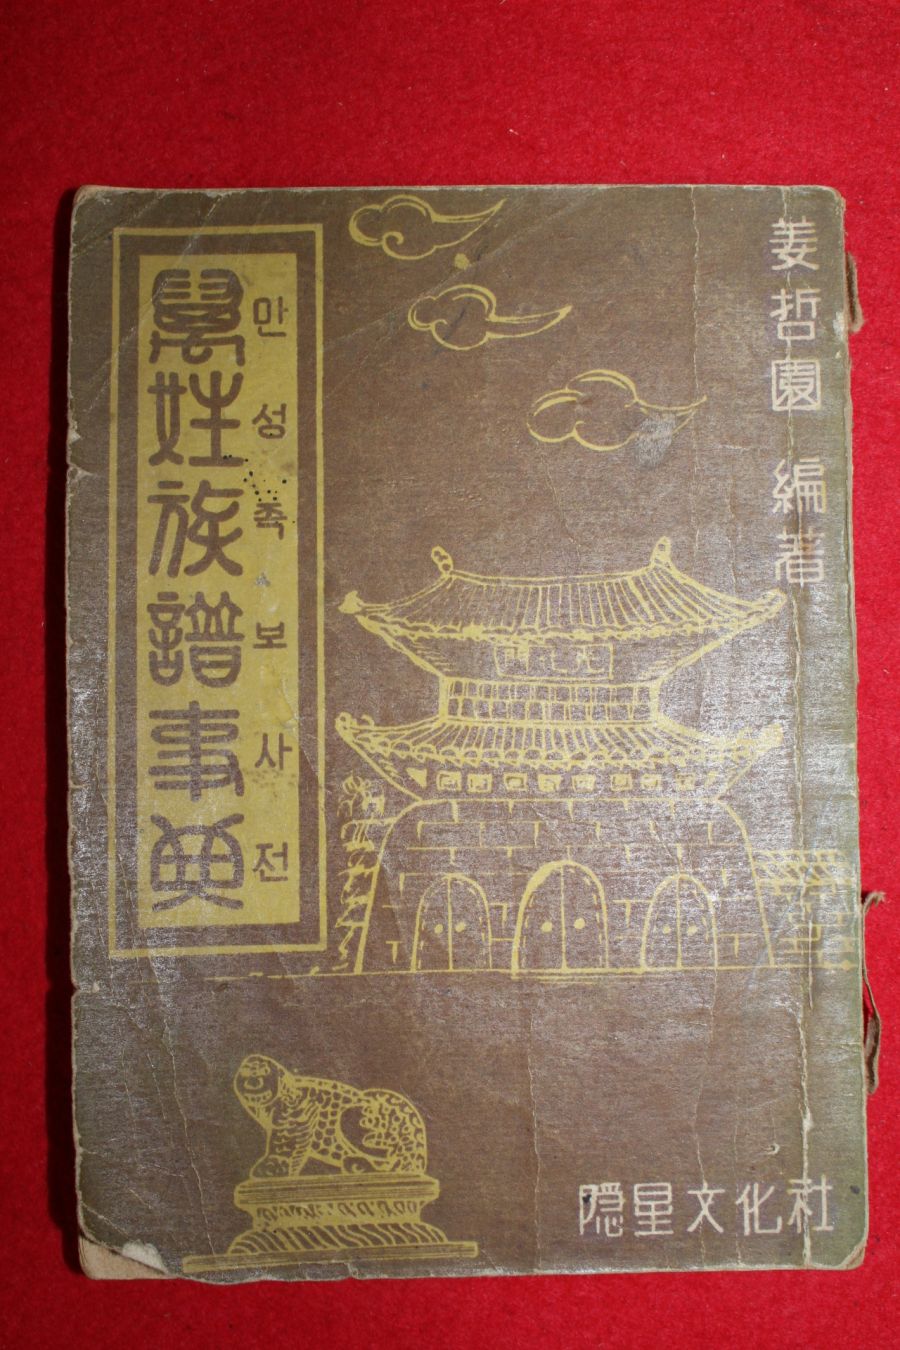 姜哲園 編著
萬姓族譜事典
만성족보사전
隠星文化社